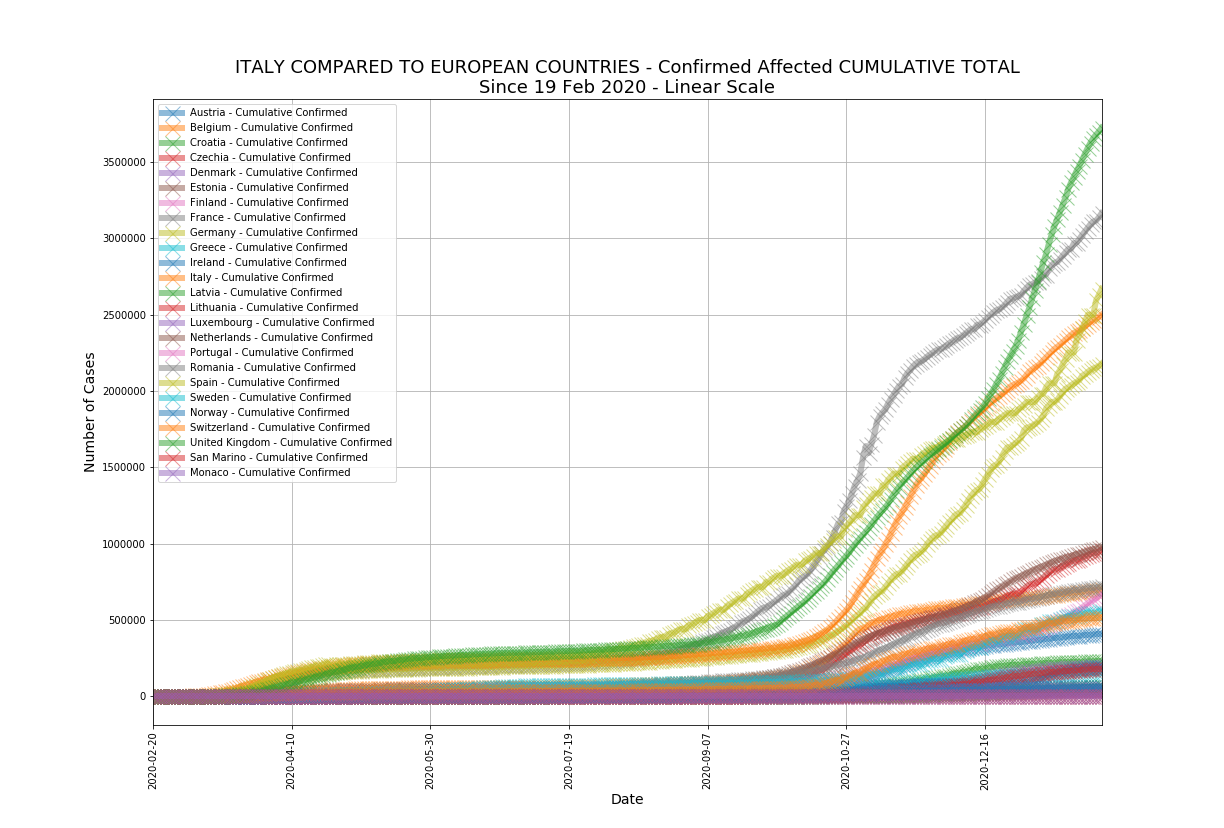 ITALY COMPARED TO EUROPEAN COUNTRIES - Confirmed Affected CUMULATIVE TOTAL
Since 19 Feb 2020 - Linear Scale
Austria - Cumulative Confirmed
Belgium - Cumulative Confirmed
Croatia - Cumulative Confirmed
Czechia - Cumulative Confirmed
Denmark - Cumulative Confirmed
Estonia - Cumulative Confirmed
Finland - Cumulative Confirmed
France - Cumulative Confirmed
Germany - Cumulative Confirmed
Greece - Cumulative Confirmed
Ireland - Cumulative Confirmed
Italy - Cumulative Confirmed
Latvia - Cumulative Confirmed
Lithuania - Cumulative Confirmed
Luxembourg - Cumulative Confirmed
Netherlands - Cumulative Confirmed
Portugal - Cumulative Confirmed
Romania - Cumulative Confirmed
Spain - Cumulative Confirmed
Sweden - Cumulative Confirmed
Norway - Cumulative Confirmed
Switzerland - Cumulative Confirmed
United Kingdom - Cumulative Confirmed
San Marino - Cumulative Confirmed
Monaco - Cumulative Confirmed
Number of Cases
3500000
3000000
2500000
2000000
1500000
1000000
500000
0
2020-02-20
2020-04-10
2020-05-30
2020-07-19
2020-09-07
2020-10-27
2020-12-16
Date